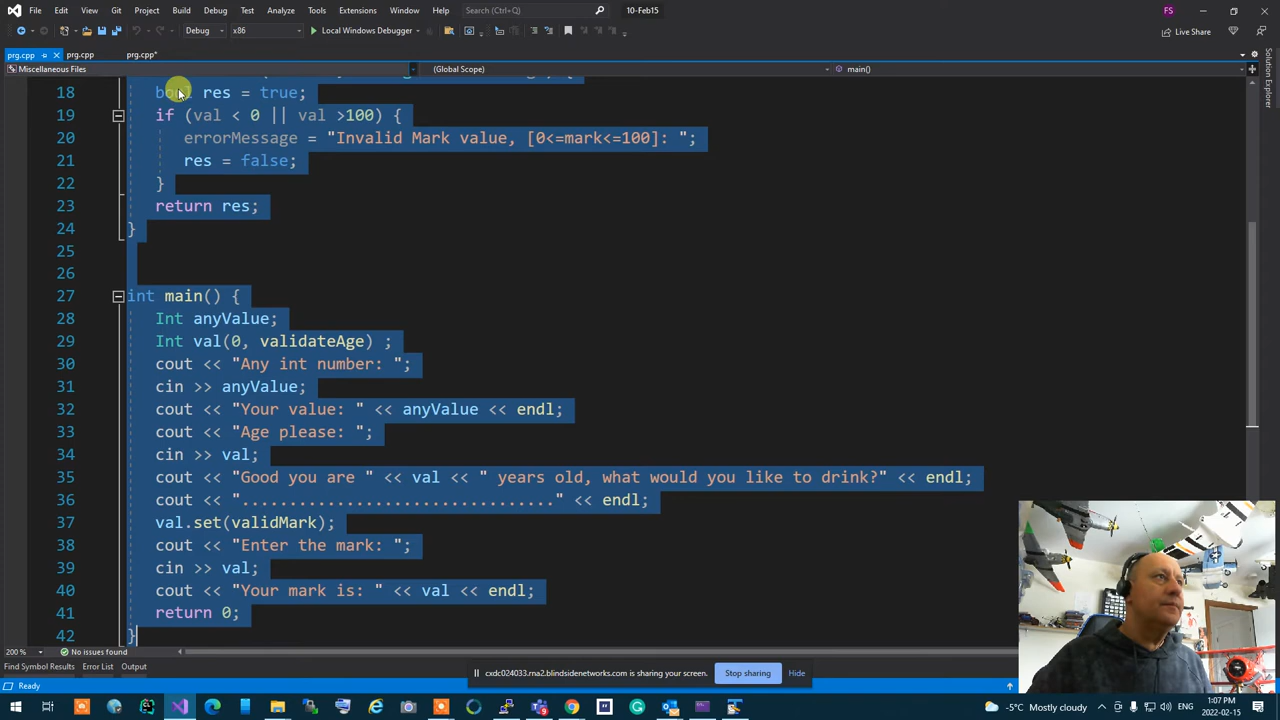 File Edit View Git Project Build Debug Test Analyze Tools Extensions Window Help Search (Ctrl+Q) 10-Feb15 FS
Debug x86 Local Windows Debugger Live Share
prg.cpp prg.cpp prg.cpp*
Miscellaneous Files (Global Scope) main()
18 bool res = true;
19 if (val < 0 || val >100) {
20 errorMessage = "Invalid Mark value, [0<=mark<=100]: ";
21 res = false;
22 }
23 return res;
24 }
25
26
27 int main() {
28 Int anyValue;
29 Int val(0, validateAge) ;
30 cout << "Any int number: ";
31 cin >> anyValue;
32 cout << "Your value: " << anyValue << endl;
33 cout << "Age please: ";
34 cin >> val;
35 cout << "Good you are " << val << " years old, what would you like to drink?" << endl;
36 cout << "................................." << endl;
37 val.set(validMark);
38 cout << "Enter the mark: ";
39 cin >> val;
40 cout << "Your mark is: " << val << endl;
41 return 0;
42 }
Solution Explorer
200 % No issues found
Find Symbol Results Error List Output
cxdc024033.rna2.blindsidenetworks.com is sharing your screen. Stop sharing Hide
Ready
-5°C Mostly cloudy 1:07 PM
2022-02-15